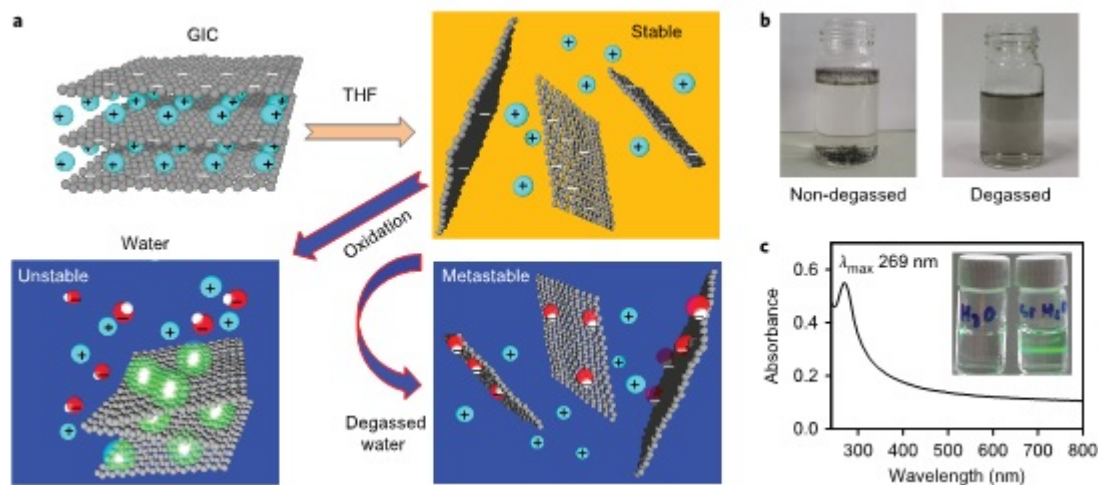 a
GIC
THF
Stable
Oxidation
Water
Unstable
Metastable
Degassed
water
b
Non-degassed
Degassed
c
λmax 269 nm
H2O
Absorbance
0.6
0.4
0.2
0.0
300 400 500 600 700 800
Wavelength (nm)